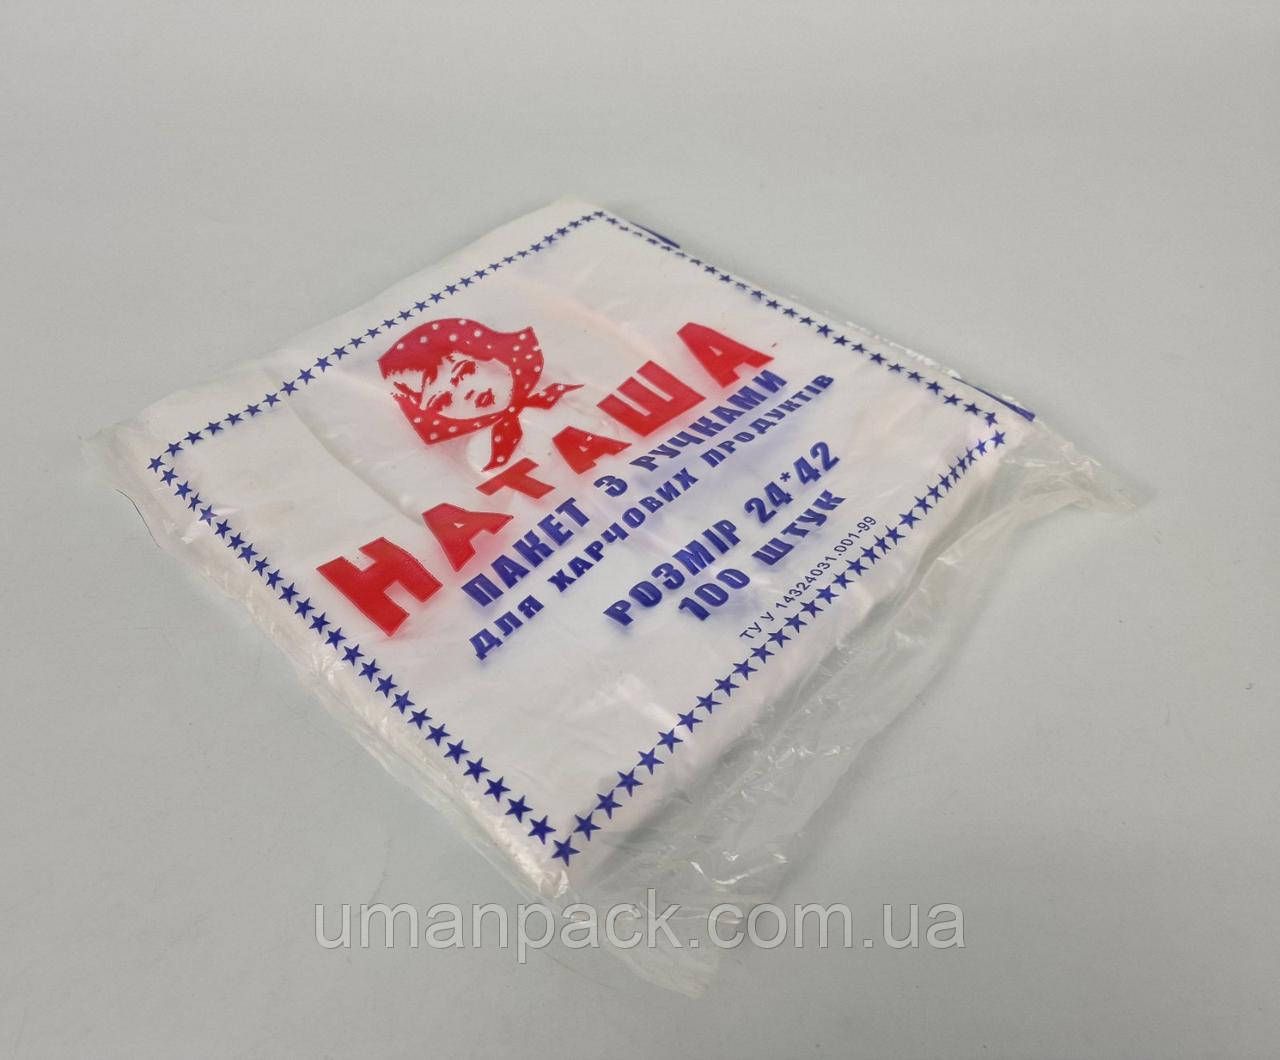 НАТАША
ПАКЕТ З РУЧКАМИ
ДЛЯ ХАРЧОВИХ ПРОДУКТІВ
РОЗМІР 24*42
100 ШТУК
ТУ У 14324031.001-99
umanpack.com.ua